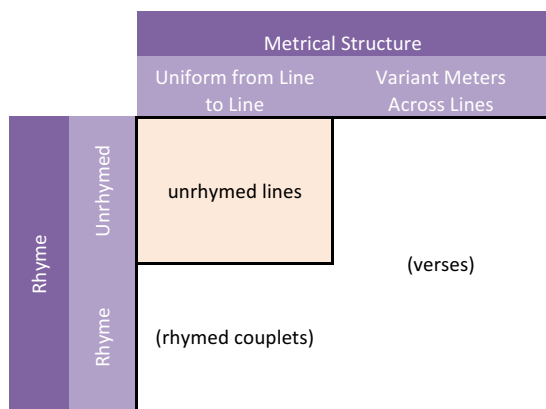 Metrical Structure
Uniform from Line
to Line
Variant Meters
Across Lines
Rhyme
Unrhymed
unrhymed lines
(verses)
Rhyme
(rhymed couplets)